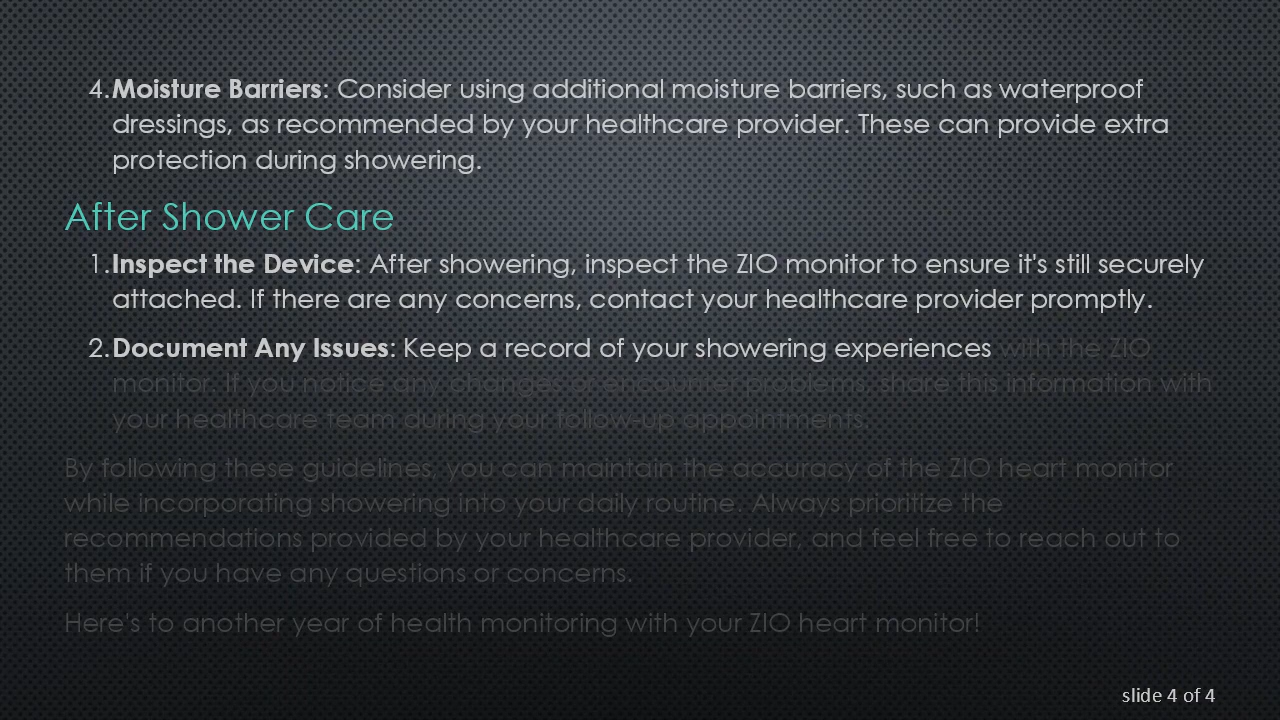 4. Moisture Barriers: Consider using additional moisture barriers, such as waterproof
dressings, as recommended by your healthcare provider. These can provide extra
protection during showering.
After Shower Care
1. Inspect the Device: After showering, inspect the ZIO monitor to ensure it's still securely
attached. If there are any concerns, contact your healthcare provider promptly.
2. Document Any Issues: Keep a record of your showering experiences with the ZIO
monitor. If you notice any changes or encounter problems, share this information with
your healthcare team during your follow-up appointments.
By following these guidelines, you can maintain the accuracy of the ZIO heart monitor
while incorporating showering into your daily routine. Always prioritize the
recommendations provided by your healthcare provider, and feel free to reach out to
them if you have any questions or concerns.
Here's to another year of health monitoring with your ZIO heart monitor!
slide 4 of 4